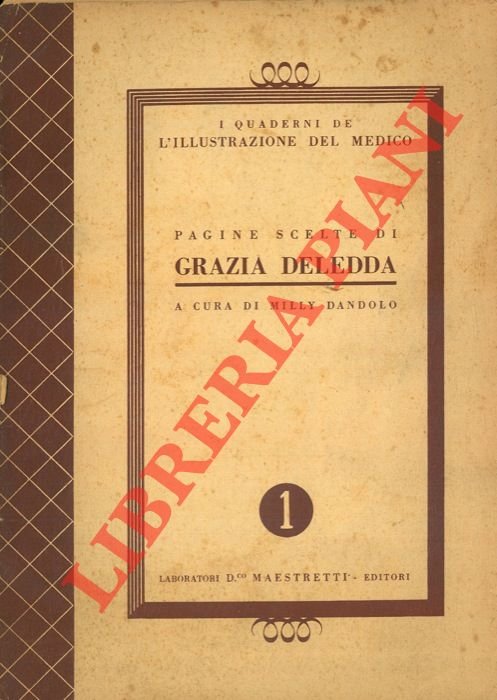 I QUADERNI DE
L'ILLUSTRAZIONE DEL MEDICO
PAGINE SCELTE DI
GRAZIA DELEDDA
A CURA DI MILLY DANDOLO
1
LABORATORI D.co MAESTRETTI - EDITORI
LIBRERIA PIANI